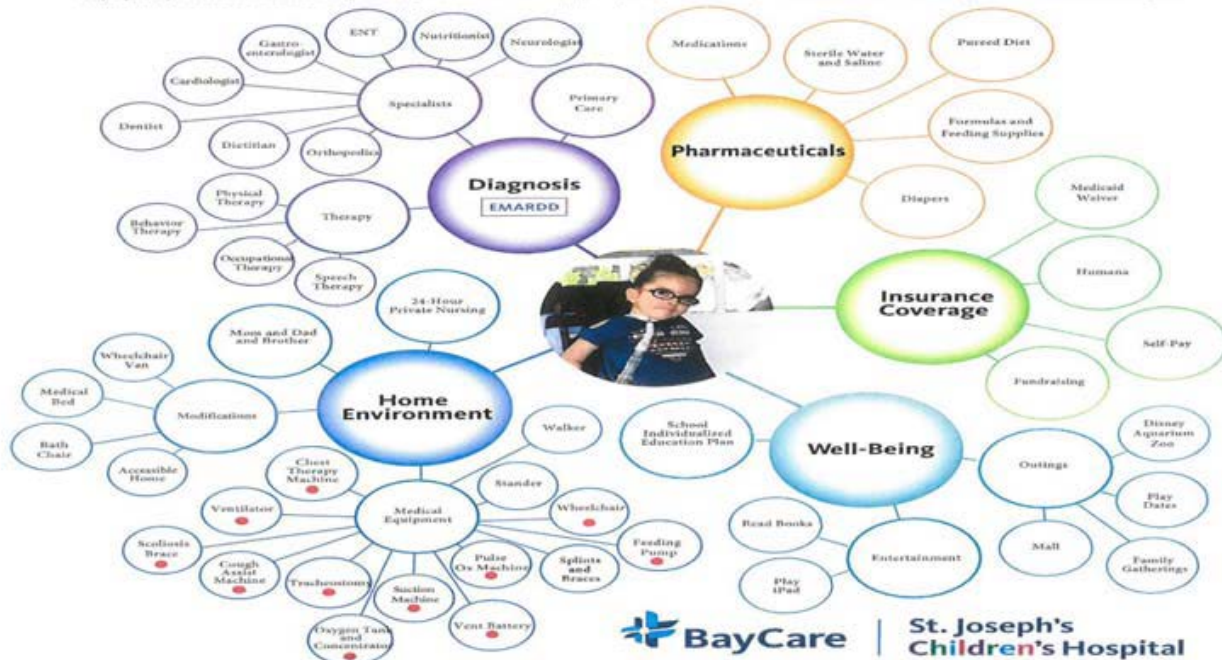 ENT
Nutritionist
Neurologist
Gastro-
enterologist
Cardiologist
Dentist
Specialists
Dietitian
Orthopedics
Primary
Care
Diagnosis
EMARDD
Physical
Therapy
Behavior
Therapy
Therapy
Occupational
Therapy
Speech
Therapy
Medications
Sterile Water
and Saline
Pureed Diet
Pharmaceuticals
Formulas and
Feeding Supplies
Diapers
Medicaid
Waiver
Humana
Insurance
Coverage
Self-Pay
Fundraising
24-Hour
Private Nursing
Mom and Dad
and Brother
Home
Environment
Wheelchair
Van
Medical
Bed
Modifications
Bath
Chair
Accessible
Home
Walker
Chest
Therapy
Machine
Stander
Medical
Equipment
Ventilator
Wheelchair
Scoliosis
Brace
Cough
Assist
Machine
Tracheostomy
Suction
Machine
Pulse
Ox Machine
Splints
and
Braces
Feeding
Pump
Oxygen Tank
and
Concentrator
Vent Battery
School
Individualized
Education Plan
Well-Being
Outings
Disney
Aquarium
Zoo
Play
Dates
Family
Gatherings
Mall
Read Books
Entertainment
Play
iPad
BayCare
St. Joseph's
Children's Hospital